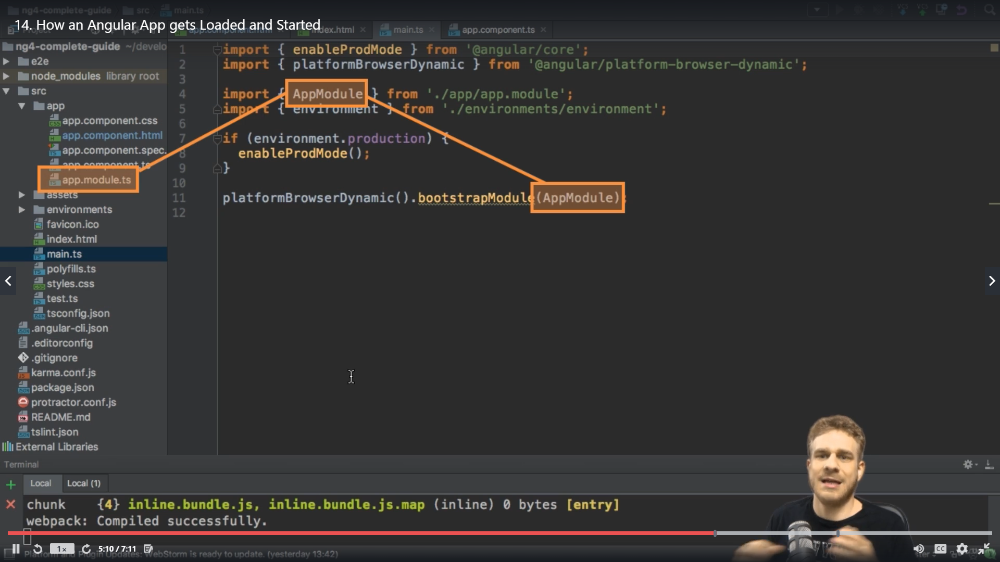 ng4-complete-guide src main.ts
14. How an Angular App gets Loaded and Started
Project
app.component.html index.html main.ts app.component.ts
ng4-complete-guide ~/develo
e2e
node_modules library root
src
app
app.component.css
app.component.html
app.component.spec.
app.component.ts
app.module.ts
assets
environments
favicon.ico
index.html
main.ts
polyfills.ts
styles.css
test.ts
tsconfig.json
.angular-cli.json
.editorconfig
.gitignore
karma.conf.js
package.json
protractor.conf.js
README.md
tslint.json
External Libraries
1 import { enableProdMode } from '@angular/core';
2 import { platformBrowserDynamic } from '@angular/platform-browser-dynamic';
3
4 import { AppModule } from './app/app.module';
5 import { environment } from './environments/environment';
6
7 if (environment.production) {
8 enableProdMode();
9 }
10
11 platformBrowserDynamic().bootstrapModule(AppModule);
12
Terminal
Local Local (1)
chunk {4} inline.bundle.js, inline.bundle.js.map (inline) 0 bytes [entry]
webpack: Compiled successfully.
1x 5:10 / 7:11
CC
Platform and Plugin Updates: WebStorm is ready to update. (yesterday 13:42)